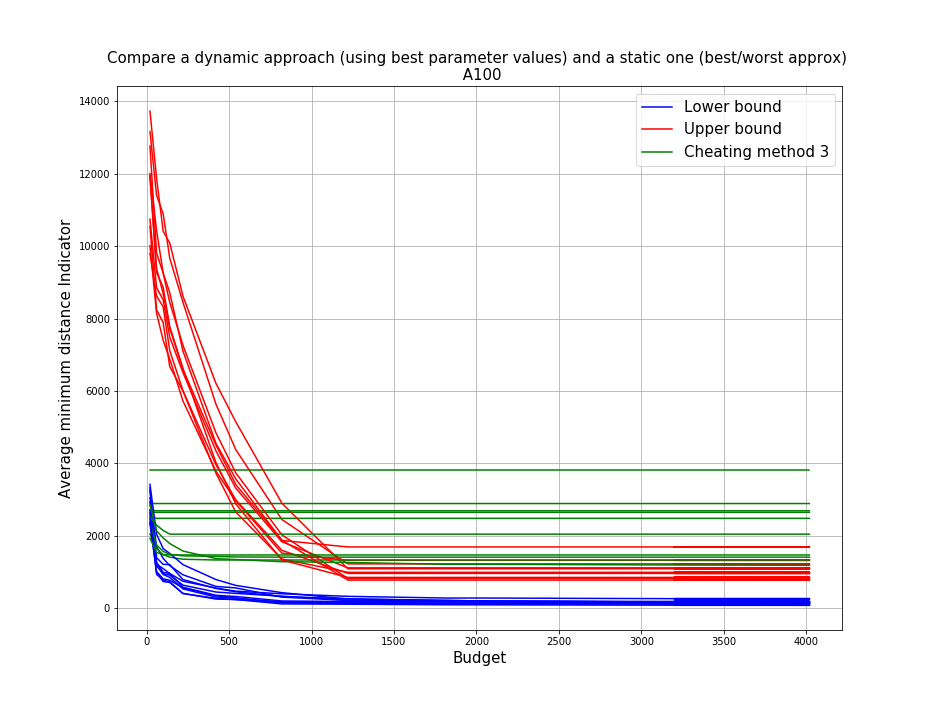 Compare a dynamic approach (using best parameter values) and a static one (best/worst approx)
A100
Lower bound
Upper bound
Cheating method 3
Average minimum distance Indicator
14000
12000
10000
8000
6000
4000
2000
0
0 500 1000 1500 2000 2500 3000 3500 4000
Budget